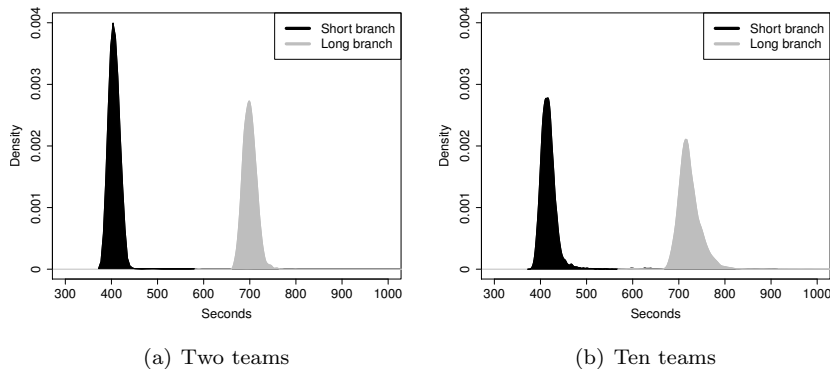 0.004
0.003
0.002
0.001
0
Density
Short branch
Long branch
300 400 500 600 700 800 900 1000
Seconds
(a) Two teams
0.004
0.003
0.002
0.001
0
Density
Short branch
Long branch
300 400 500 600 700 800 900 1000
Seconds
(b) Ten teams